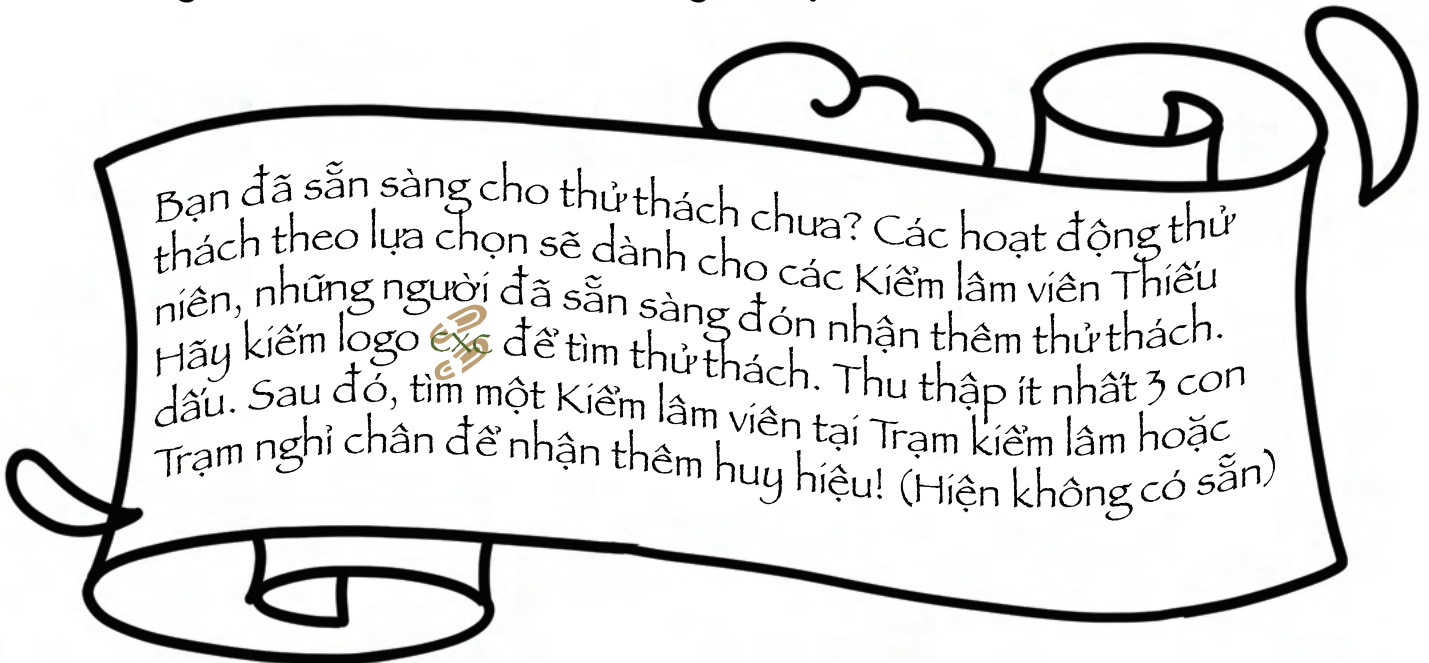 Bạn đã sẵn sàng cho thử thách chưa? Các hoạt động thử
thách theo lựa chọn sẽ dành cho các Kiểm lâm viên Thiếu
niên, những người đã sẵn sàng đón nhận thêm thử thách.
Hãy kiếm logo exc để tìm thử thách. Thu thập ít nhất 3 con
dấu. Sau đó, tìm một Kiểm lâm viên tại Trạm kiểm lâm hoặc
Trạm nghỉ chân để nhận thêm huy hiệu! (Hiện không có sẵn)